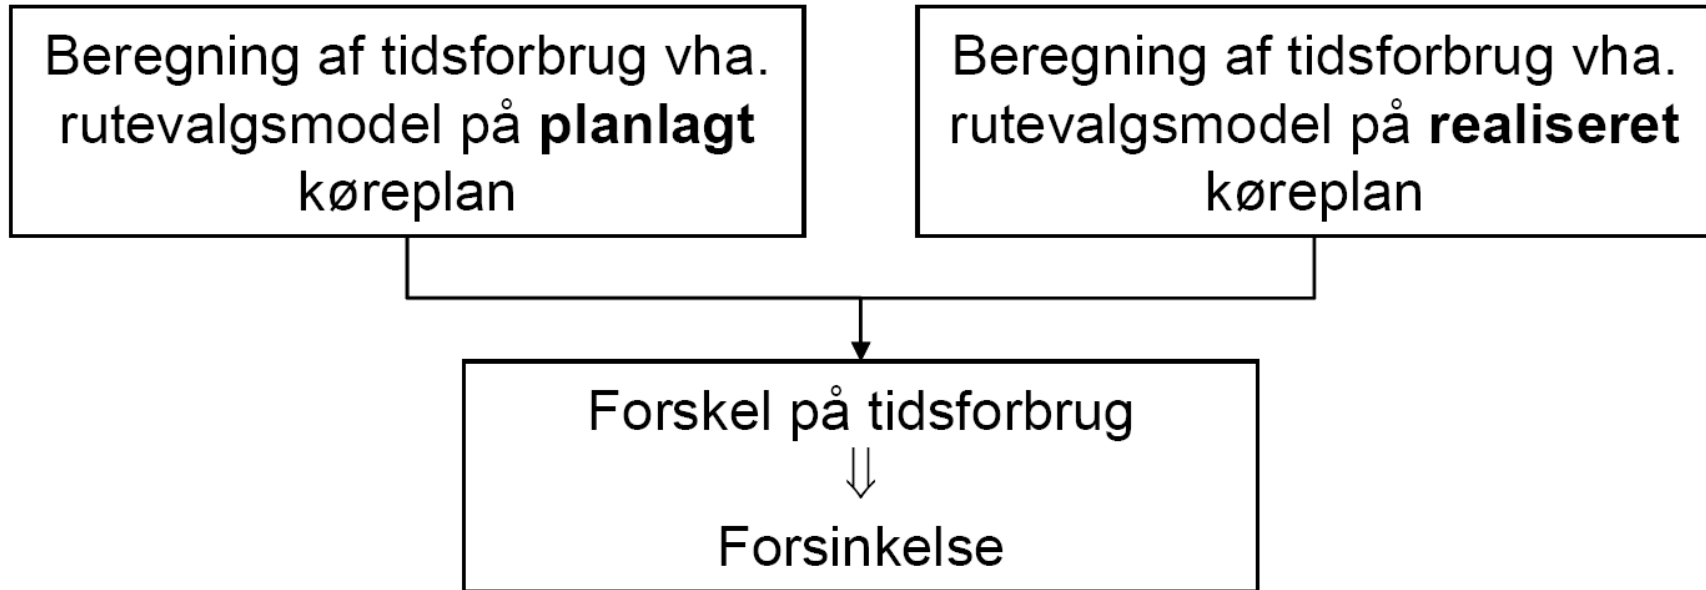 Beregning af tidsforbrug vha.
rutevalgsmodel på planlagt
køreplan
Beregning af tidsforbrug vha.
rutevalgsmodel på realiseret
køreplan
Forskel på tidsforbrug
⇓
Forsinkelse